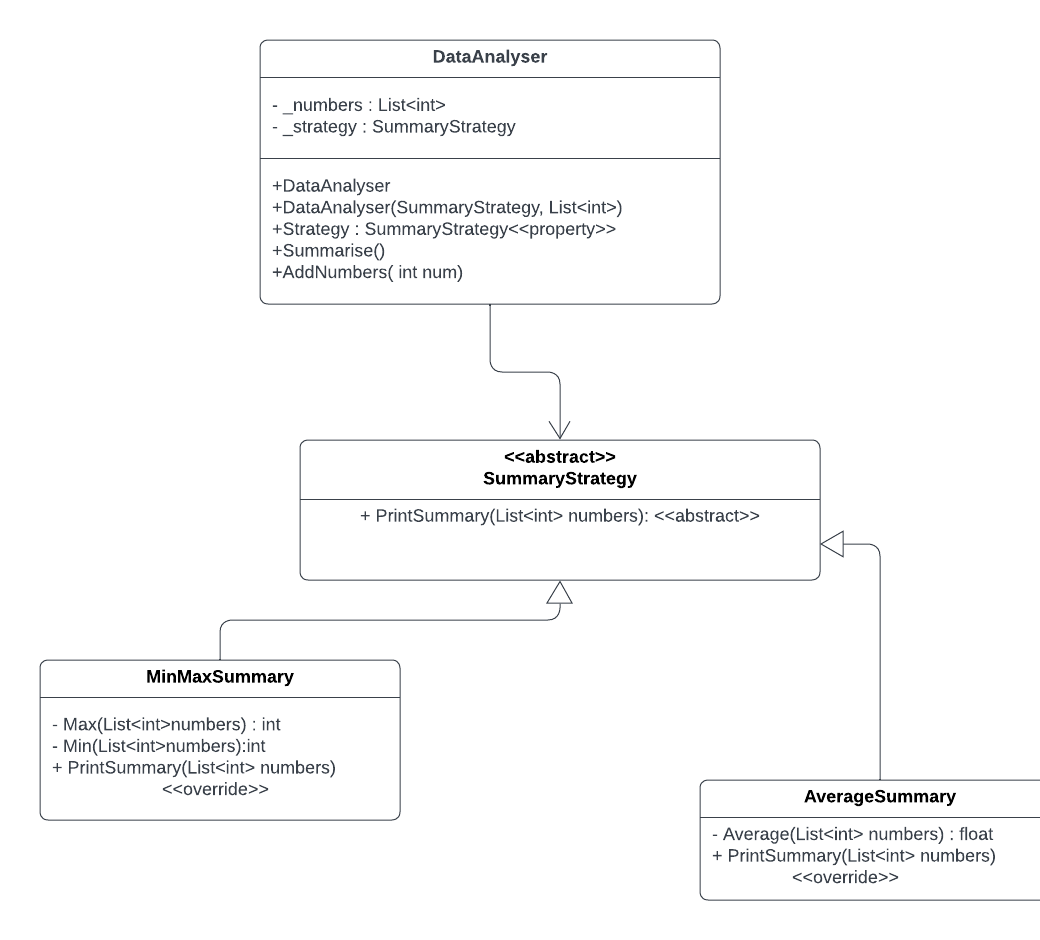 DataAnalyser
- _numbers : List<int>
- _strategy : SummaryStrategy
+DataAnalyser
+DataAnalyser(SummaryStrategy, List<int>)
+Strategy : SummaryStrategy<<property>>
+Summarise()
+AddNumbers( int num)
<<abstract>>
SummaryStrategy
+ PrintSummary(List<int> numbers): <<abstract>>
MinMaxSummary
- Max(List<int>numbers) : int
- Min(List<int>numbers):int
+ PrintSummary(List<int> numbers)
<<override>>
AverageSummary
- Average(List<int> numbers) : float
+ PrintSummary(List<int> numbers)
<<override>>